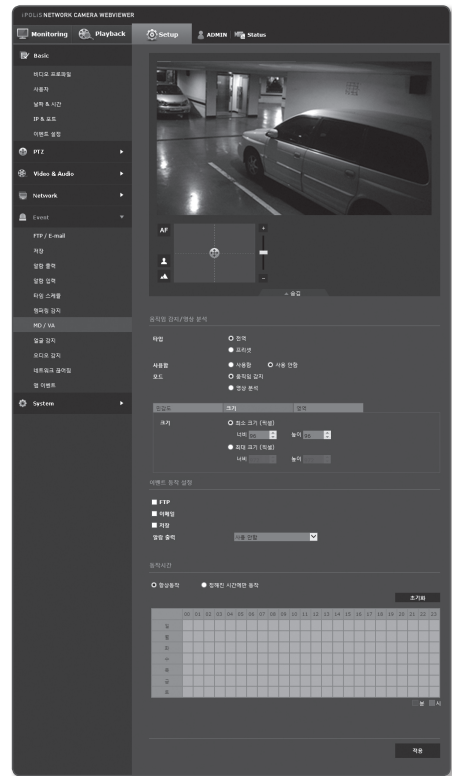 iPOLiS NETWORK CAMERA WEBVIEWER
Monitoring Playback Setup ADMIN Status
Basic
비디오 프로파일
사용자
날짜 & 시간
IP & 포트
이벤트 설정
PTZ
Video & Audio
Network
Event
FTP / E-mail
저장
알람 출력
알람 입력
타임 스케쥴
탬퍼링 감지
MD / VA
얼굴 감지
오디오 감지
네트워크 끊어짐
앱 이벤트
System
AF
숨김
움직임 감지/영상 분석
타입 전역
프리셋
사용함 사용함 사용 안함
모드 움직임 감지
영상 분석
민감도 크기 영역
크기 최소 크기 (픽셀)
너비 높이
최대 크기 (픽셀)
너비 높이
이벤트 동작 설정
FTP
이메일
저장
알람 출력 사용 안함
동작시간
항상동작 정해진 시간에만 동작
초기화
00 01 02 03 04 05 06 07 08 09 10 11 12 13 14 15 16 17 18 19 20 21 22 23
일
월
화
수
목
금
토
분 시
적용